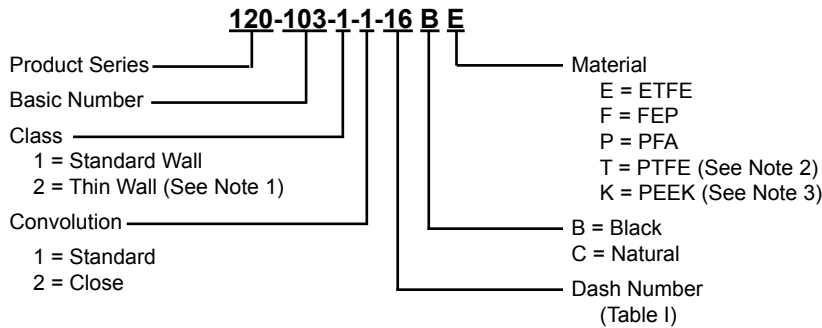 120-103-1-1-16 B E
Product Series
Basic Number
Class
1 = Standard Wall
2 = Thin Wall (See Note 1)
Convolution
1 = Standard
2 = Close
Material
E = ETFE
F = FEP
P = PFA
T = PTFE (See Note 2)
K = PEEK (See Note 3)
B = Black
C = Natural
Dash Number
(Table I)